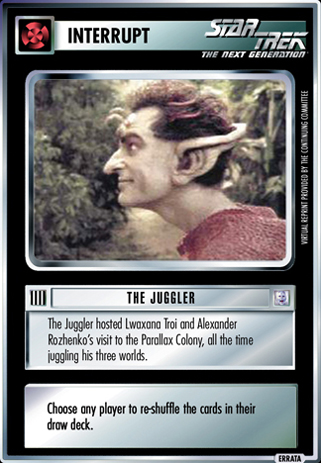 INTERRUPT
STAR TREK
THE NEXT GENERATION
VIRTUAL REPRINT PROVIDED BY THE CONTINUING COMMITTEE
THE JUGGLER
The Juggler hosted Lwaxana Troi and Alexander
Rozhenko's visit to the Parallax Colony, all the time
juggling his three worlds.
Choose any player to re-shuffle the cards in their
draw deck.
ERRATA